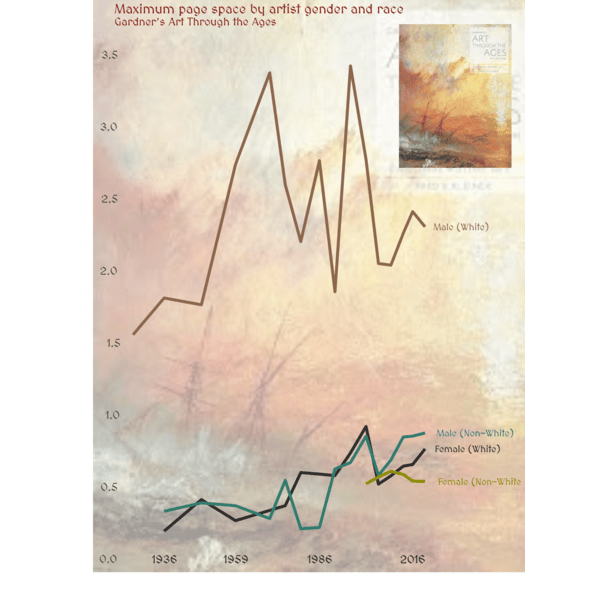 Maximum page space by artist gender and race
Gardner's Art Through the Ages
ART
THROUGH THE
AGES
3.5
3.0
2.5
2.0
1.5
1.0
0.5
0.0
Male (White)
Male (Non-White)
Female (White)
Female (Non-White
1936
1959
1986
2016